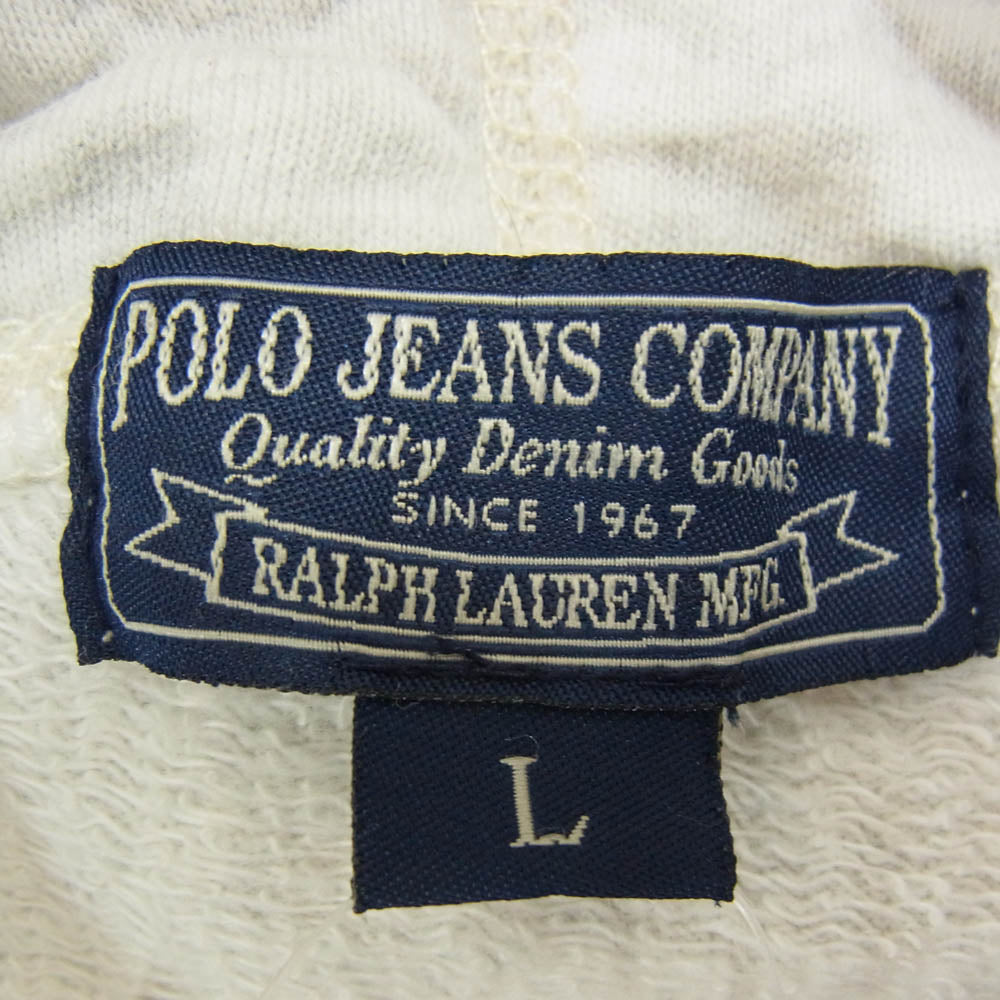 POLO JEANS COMPANY
Quality Denim Goods
SINCE 1967
RALPH LAUREN MFG.
L